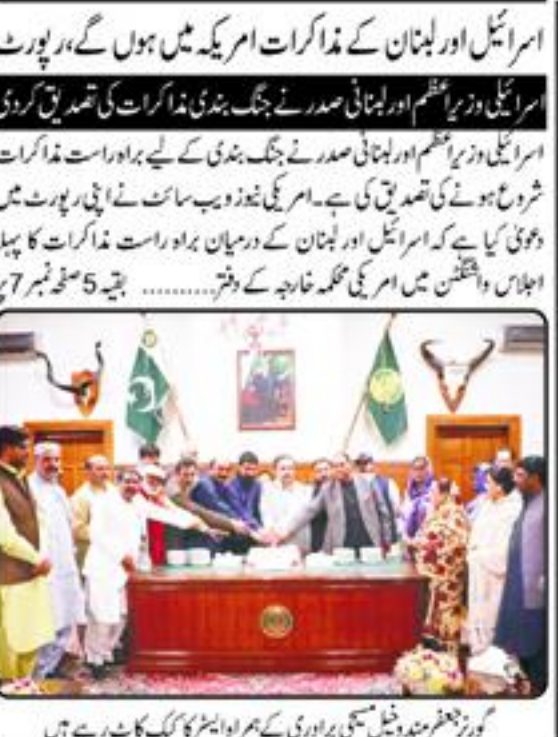 اسرائیل اور لبنان کے مذاکرات امریکہ میں ہوں گے، رپورٹ
اسرائیلی وزیراعظم اور لبنانی صدر نے جنگ بندی مذاکرات کی تصدیق کردی
اسرائیلی وزیراعظم اور لبنانی صدر نے جنگ بندی کے لیے براہ راست مذاکرات
شروع ہونے کی تصدیق کی ہے۔ امریکی نیوز ویب سائٹ نے اپنی رپورٹ میں
دعویٰ کیا ہے کہ اسرائیل اور لبنان کے درمیان براہ راست مذاکرات کا پہلا
اجلاس واشنگٹن میں امریکی محکمہ خارجہ کے دفتر.......... بقیہ 5 صفحہ نمبر 7 پر
گورنر جعفر مندوخیل مسیحی برادری کے ہمراہ ایسٹر کا کیک کاٹ رہے ہیں